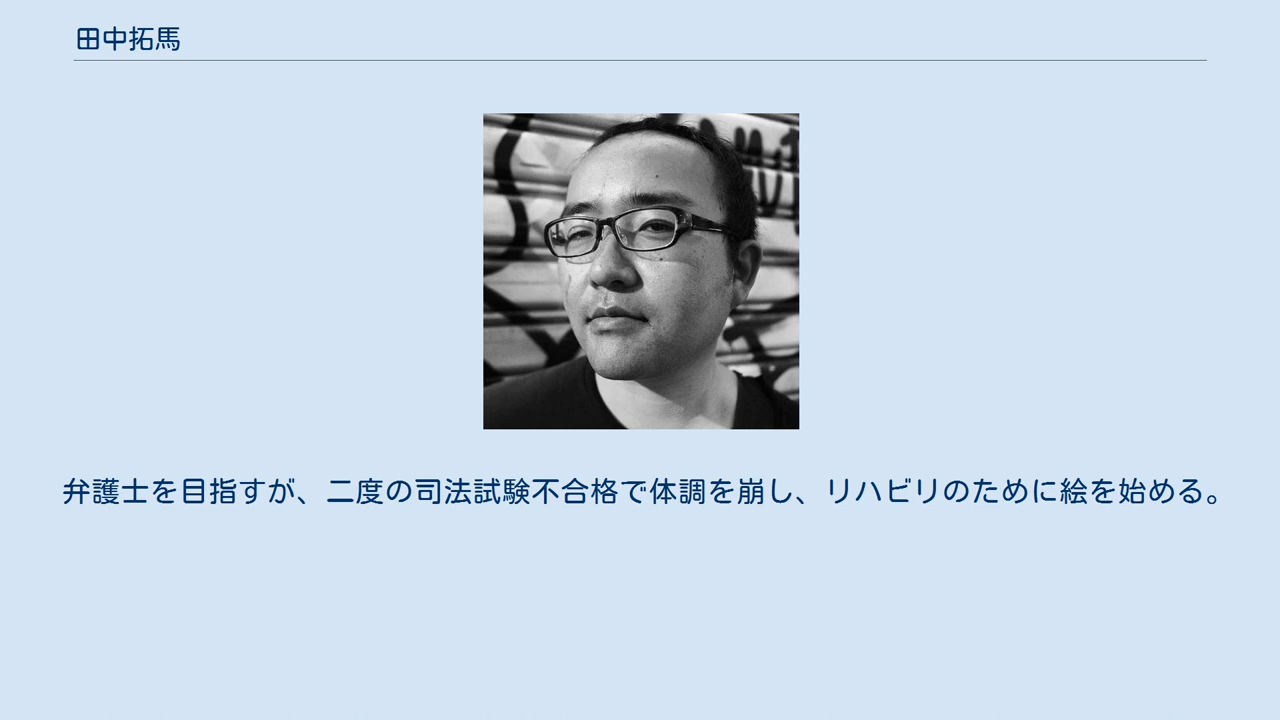 田中拓馬
弁護士を目指すが、二度の司法試験不合格で体調を崩し、リハビリのために絵を始める。